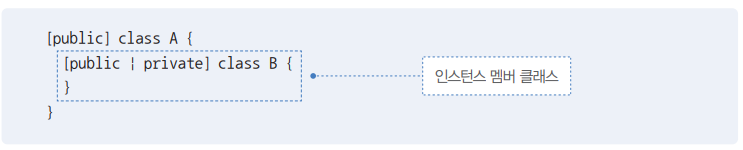 [public] class A {
[public | private] class B {
}
}
인스턴스 멤버 클래스